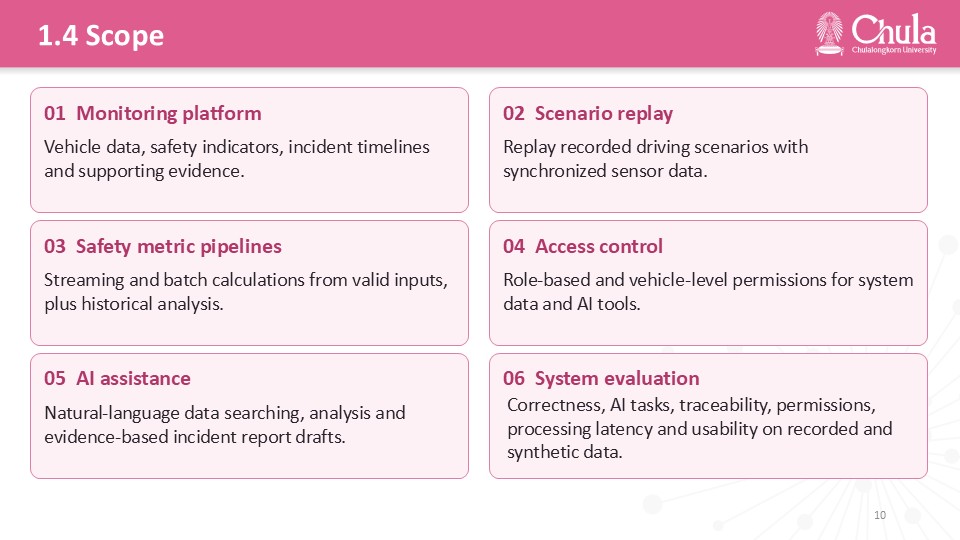 1.4 Scope
Chula
Chulalongkorn University
01 Monitoring platform
Vehicle data, safety indicators, incident timelines
and supporting evidence.
02 Scenario replay
Replay recorded driving scenarios with
synchronized sensor data.
03 Safety metric pipelines
Streaming and batch calculations from valid inputs,
plus historical analysis.
04 Access control
Role-based and vehicle-level permissions for system
data and AI tools.
05 AI assistance
Natural-language data searching, analysis and
evidence-based incident report drafts.
06 System evaluation
Correctness, AI tasks, traceability, permissions,
processing latency and usability on recorded and
synthetic data.
10